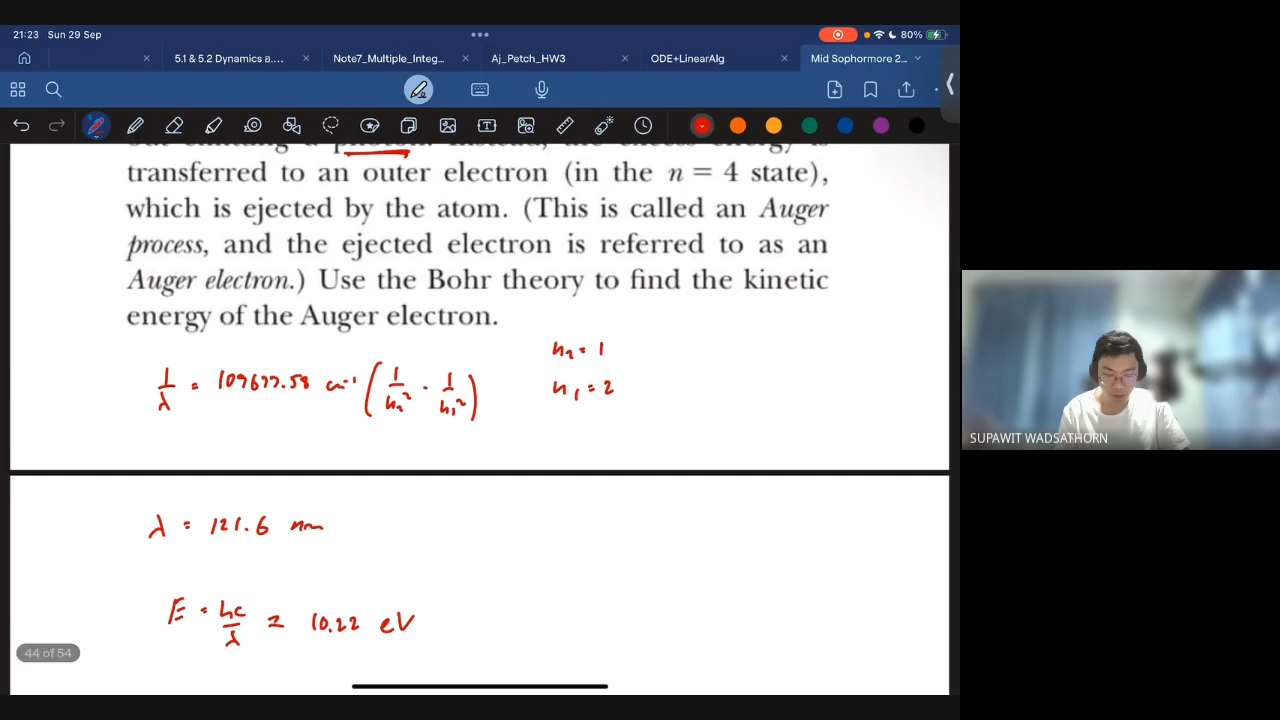 21:23 Sun 29 Sep
80%
5.1 & 5.2 Dynamics a....
Note7_Multiple_Integ...
Aj_Petch_HW3
ODE+LinearAlg
Mid Sophormore 2...
transferred to an outer electron (in the n = 4 state),
which is ejected by the atom. (This is called an Auger
process, and the ejected electron is referred to as an
Auger electron.) Use the Bohr theory to find the kinetic
energy of the Auger electron.
n₂ = 1
1/λ = 109677.58 cm⁻¹ (1/n₂² - 1/n₁²)
n₁ = 2
λ = 121.6 nm
E = hc/λ = 10.22 eV
44 of 54
SUPAWIT WADSATHORN